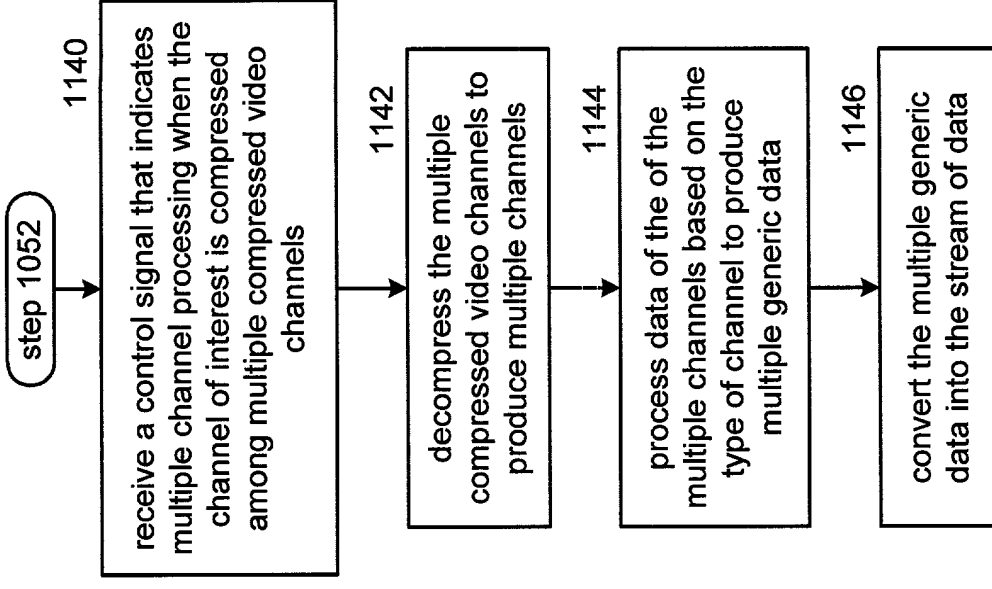 step 1052
1140
receive a control signal that indicates
multiple channel processing when the
channel of interest is compressed
among multiple compressed video
channels
1142
decompress the multiple
compressed video channels to
produce multiple channels
1144
process data of the of the
multiple channels based on the
type of channel to produce
multiple generic data
1146
convert the multiple generic
data into the stream of data